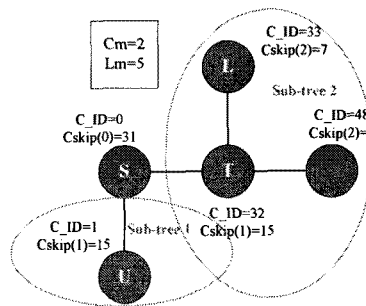 Cm=2
Lm=5
C_ID=33
Cskip(2)=7
L
Sub-tree 2
C_ID=0
Cskip(0)=31
C_ID=48
Cskip(2)=
S
T
C_ID=1
Cskip(1)=15
Sub-tree 1
C_ID=32
Cskip(1)=15
U